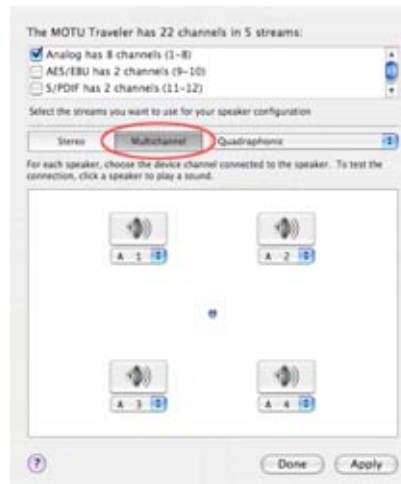 The MOTU Traveler has 22 channels in 5 streams:
Analog has 8 channels (1-8)
AES/EBU has 2 channels (9-10)
S/PDIF has 2 channels (11-12)
Select the streams you want to use for your speaker configuration
Stereo Multichannel Quadraphonic
For each speaker, choose the device channel connected to the speaker. To test the
connection, click a speaker to play a sound.
A 1 A 2
A 3 A 4
? Done Apply